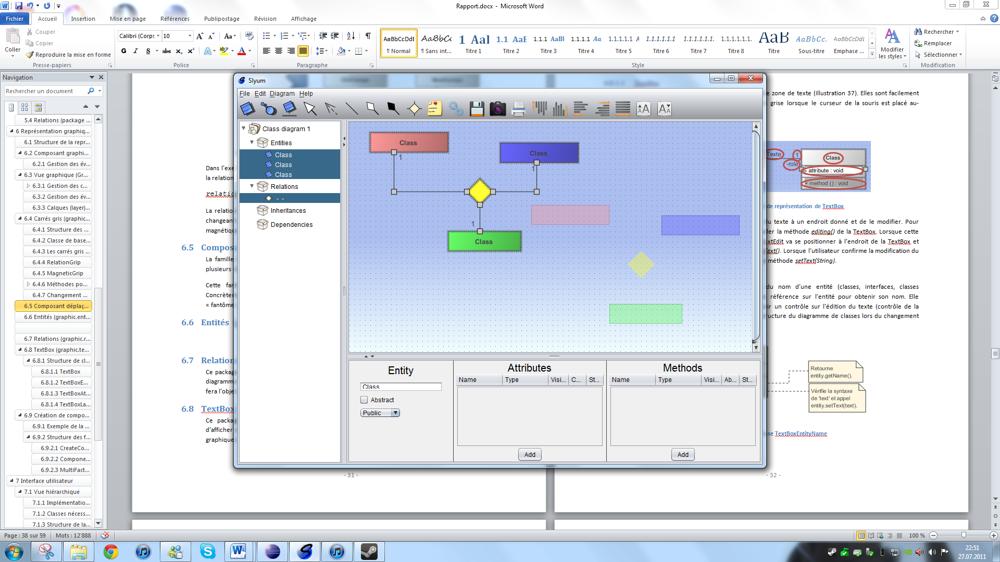 Rapport.docx - Microsoft Word
Fichier Accueil Insertion Mise en page Références Publipostage Révision Affichage
Coller
Couper
Copier
Reproduire la mise en forme
Presse-papiers
Calibri (Corps 10
G I S abc x₂ x²
Police
Paragraphe
AaBbCcDdE AaBbCcI 1 AaI 1.1 AaE 1.1.1 AaBl 1.1.1.1 Aa. 1.1.1.1.1 A 1.1.1.1.1.1 1.1.1.1.1.1. 1.1.1.1.1.1. AaB AaBbCc. AaBbCcDdE
¶ Normal ¶ Sans int... Titre 1 Titre 2 Titre 3 Titre 4 Titre 5 Titre 6 Titre 7 Titre 8 Titre Sous-titre Emphase ...
Style
Modifier
les styles
Rechercher
Remplacer
Sélectionner
Modification
Navigation
Rechercher un document
5.4 Relations (package ...
6 Représentation graphiq...
6.1 Structure de la repr...
6.2 Composant graphi...
6.2.1 Gestion des év...
6.3 Vue graphique (Gr...
6.3.1 Gestion des c...
6.3.2 Gestion des év...
6.3.3 Calques (layer)...
6.4 Carrés gris (graphic...
6.4.1 Structure des ...
6.4.2 Classe de base...
6.4.3 Les carrés gris ...
6.4.4 RelationGrip
6.4.5 MagneticGrip
6.4.6 Méthodes po...
6.4.7 Changement ...
6.5 Composant déplaç...
6.6 Entités (graphic.ent...
6.7 Relations (graphic.r...
6.8 TextBox (graphic.te...
6.8.1 Structure de cl...
6.8.1.1 TextBox
6.8.1.2 TextBoxE...
6.8.1.3 TextBoxAt...
6.8.1.4 TextBoxLa...
6.9 Création de compo...
6.9.1 Exemple de la ...
6.9.2 Structure des f...
6.9.2.1 CreateCo...
6.9.2.2 Compone...
6.9.2.3 MultiFact...
7 Interface utilisateur
7.1 Vue hiérarchique
7.1.1 Implémentatio...
7.1.2 Classes nécess...
7.1.3 Structure de la...
Dans l'exe
la relation
relatio
La relatio
changeant
magnétiqu
6.5 Compos
La famille
plusieurs
Cette far
Concrèter
« fantôme
6.6 Entités
6.7 Relation
Ce packag
diagramm
fera l'obje
6.8 TextBox
Ce packa
d'afficher
graphique
- 31 -
Slyum
File Edit Diagram Help
Class diagram 1
Entities
Class
Class
Class
Relations
- -
Inheritances
Dependencies
Class
1
Class
1
1
Class
Entity
Class
Abstract
Public
Attributes
Name Type Visi... C... St...
Add
Methods
Name Type Visi... Ab... St...
Add
e zone de texte (Illustration 37). Elles sont facilement
grise lorsque le curseur de la souris est placé au-
Texte 1 Class
-role
- attribute : void
+ method () : void
de représentation de TextBox
du texte à un endroit donné et de le modifier. Pour
ler la méthode editing() de la TextBox. Lorsque cette
extEdit va se positionner à l'endroit de la TextBox et
Text(). Lorsque l'utilisateur confirme la modification du
méthode setText(String).
du nom d'une entité (classes, interfaces, classes
référence sur l'entité pour obtenir son nom. Elle
ir un contrôle sur l'édition du texte (contrôle de la
ructure du diagramme de classes lors du changement
Retourne
entity.getName().
Vérifie la syntaxe
de 'text' et appel
entity.setText(text).
sse TextBoxEntityName
- 32 -
Page : 38 sur 59 Mots : 12'888
100 %
22:51
27.07.2011